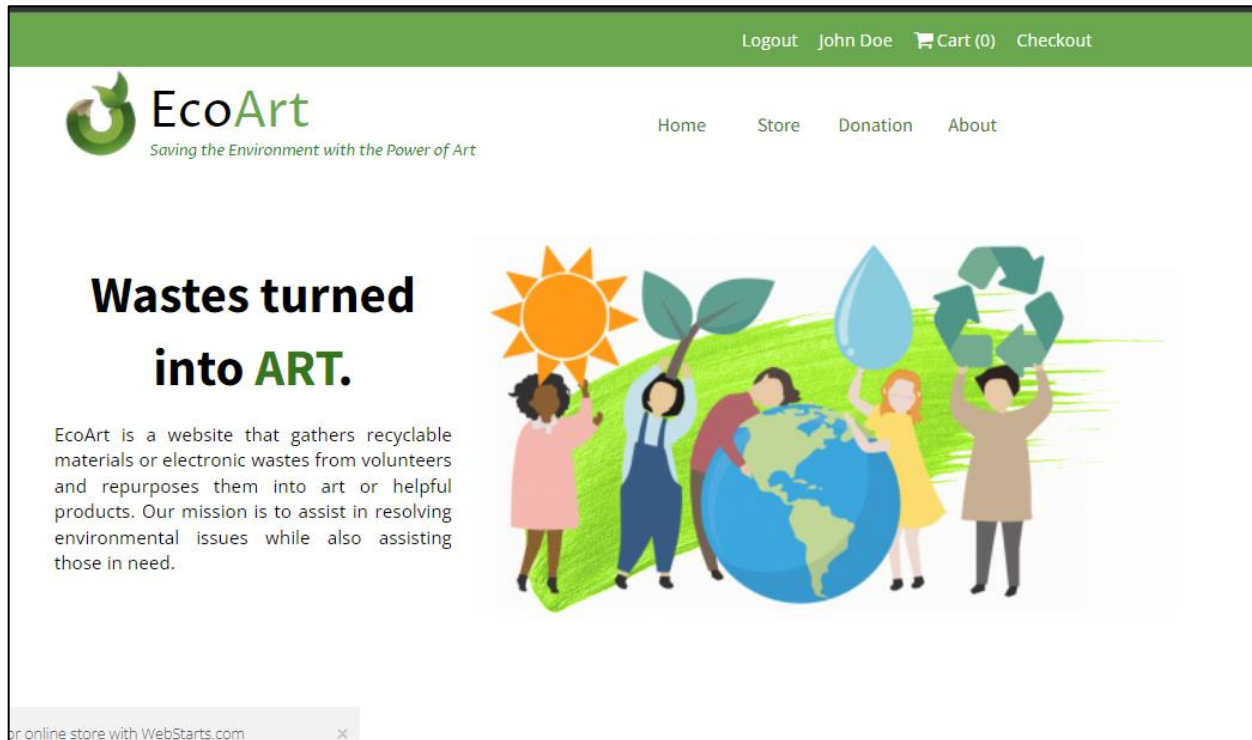 Logout John Doe Cart (0) Checkout
EcoArt
Saving the Environment with the Power of Art
Home Store Donation About
Wastes turned
into ART.
EcoArt is a website that gathers recyclable
materials or electronic wastes from volunteers
and repurposes them into art or helpful
products. Our mission is to assist in resolving
environmental issues while also assisting
those in need.
or online store with WebStarts.com ×